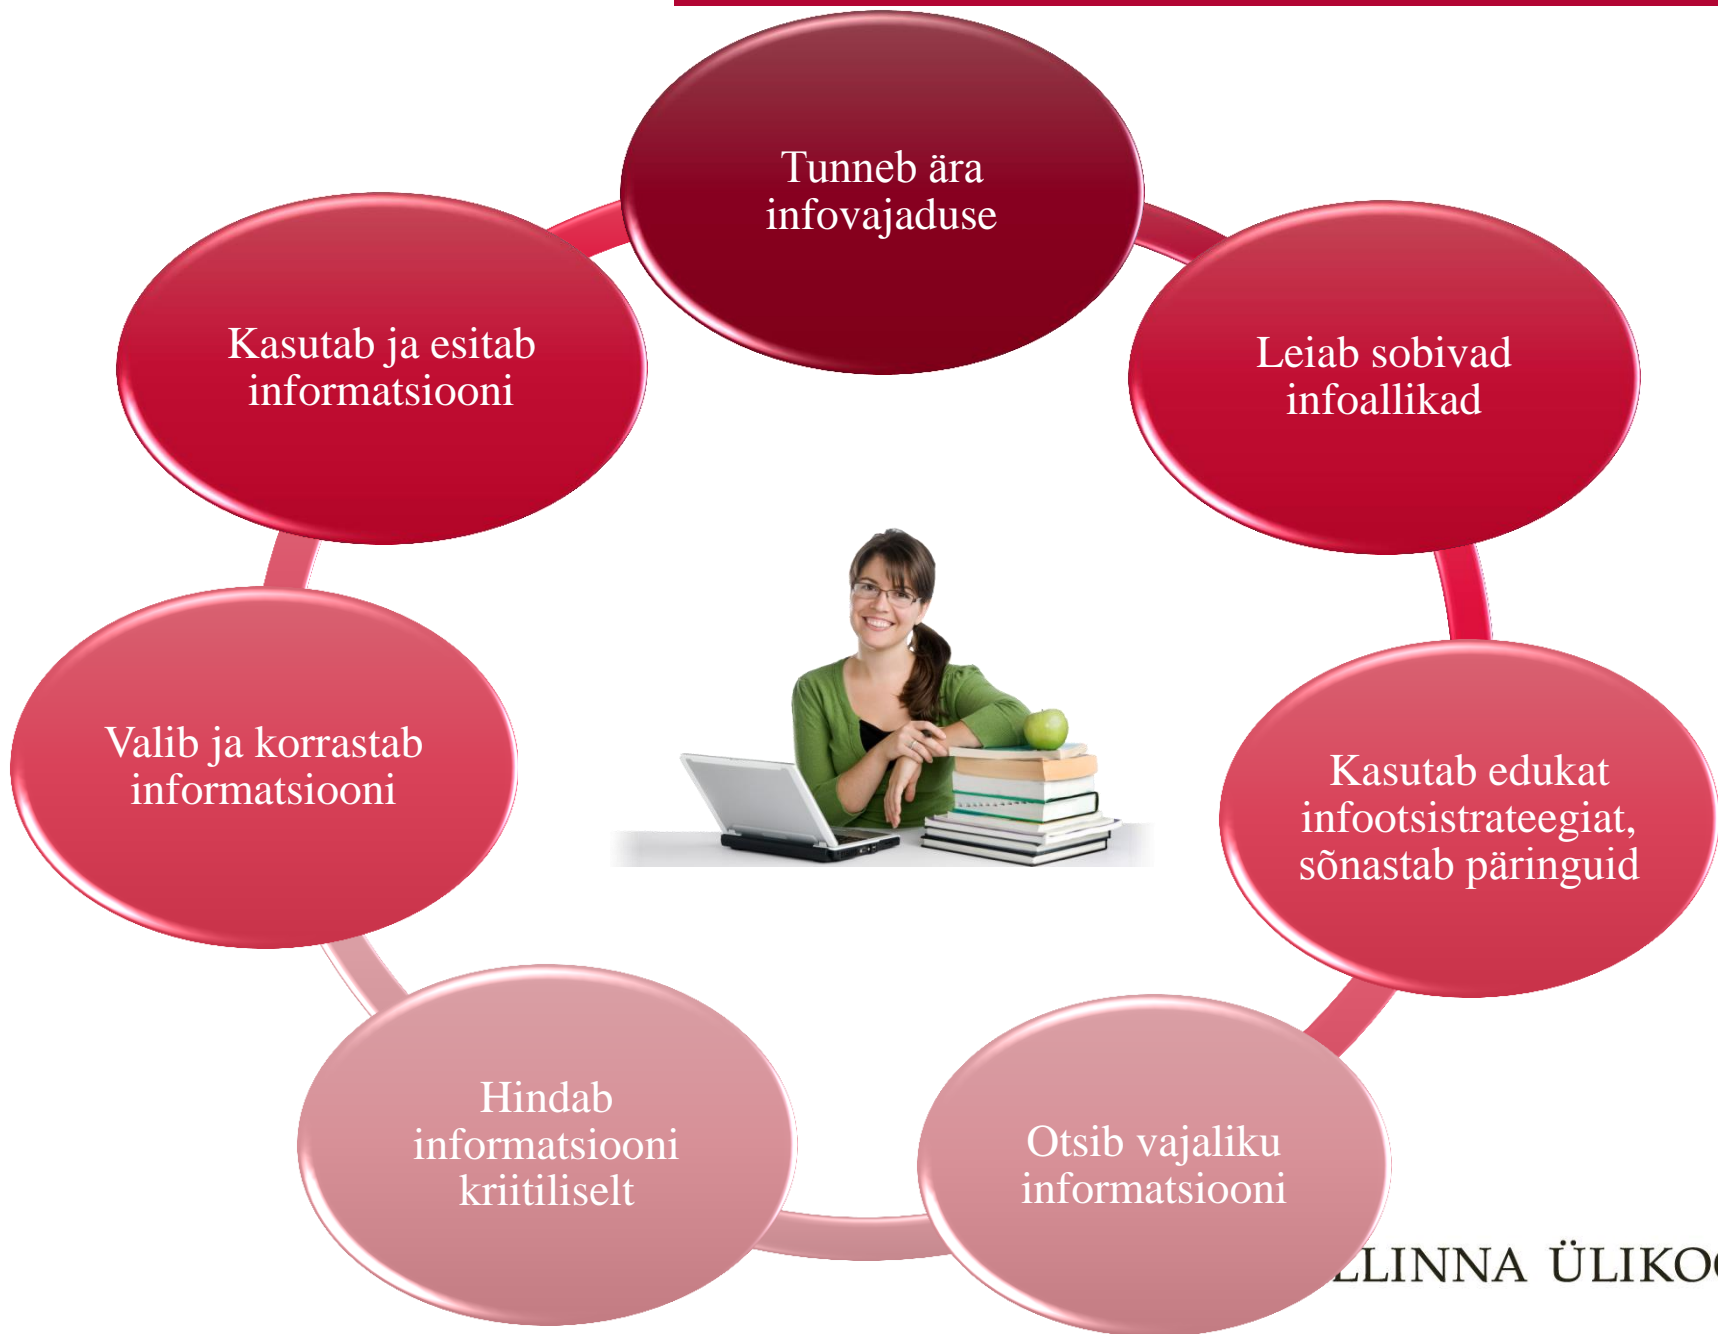 Tunneb ära
infovajaduse
Leiab sobivad
infoallikad
Kasutab edukat
infootsistrateegiat,
sõnastab päringuid
Otsib vajaliku
informatsiooni
Hindab
informatsiooni
kriitiliselt
Valib ja korrastab
informatsiooni
Kasutab ja esitab
informatsiooni
LLINNA ÜLIKO